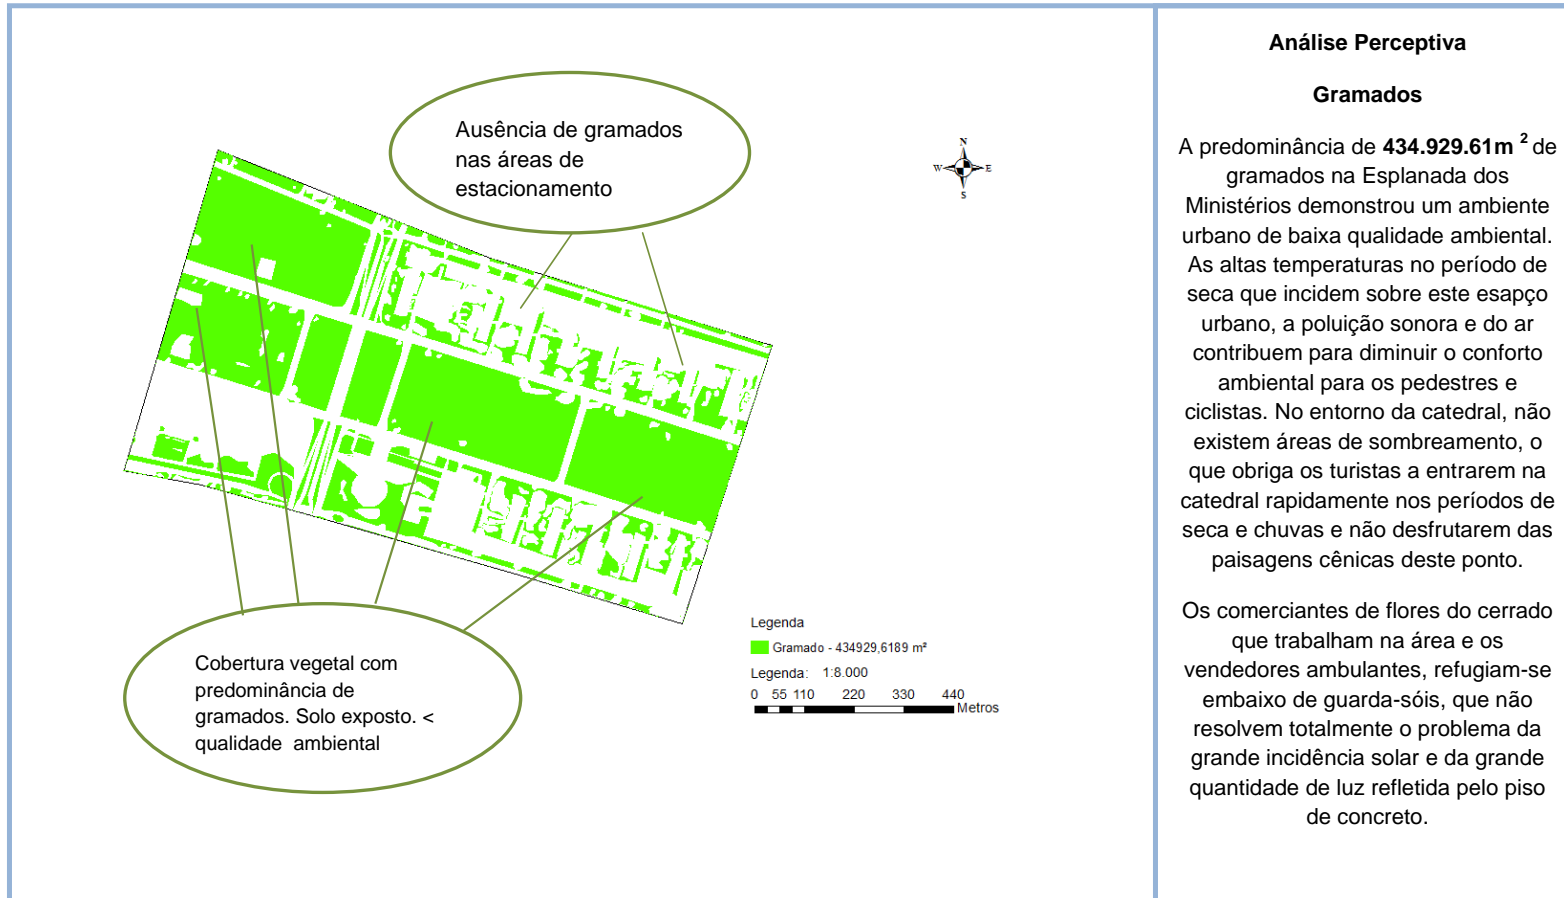 Ausência de gramados
nas áreas de
estacionamento
N
W
E
S
Cobertura vegetal com
predominância de
gramados. Solo exposto. <
qualidade ambiental
Legenda
Gramado - 434929,6189 m²
Legenda: 1:8.000
0 55 110 220 330 440
Metros
Análise Perceptiva
Gramados
A predominância de 434.929.61m ² de
gramados na Esplanada dos
Ministérios demonstrou um ambiente
urbano de baixa qualidade ambiental.
As altas temperaturas no período de
seca que incidem sobre este esapço
urbano, a poluição sonora e do ar
contribuem para diminuir o conforto
ambiental para os pedestres e
ciclistas. No entorno da catedral, não
existem áreas de sombreamento, o
que obriga os turistas a entrarem na
catedral rapidamente nos períodos de
seca e chuvas e não desfrutarem das
paisagens cênicas deste ponto.
Os comerciantes de flores do cerrado
que trabalham na área e os
vendedores ambulantes, refugiam-se
embaixo de guarda-sóis, que não
resolvem totalmente o problema da
grande incidência solar e da grande
quantidade de luz refletida pelo piso
de concreto.